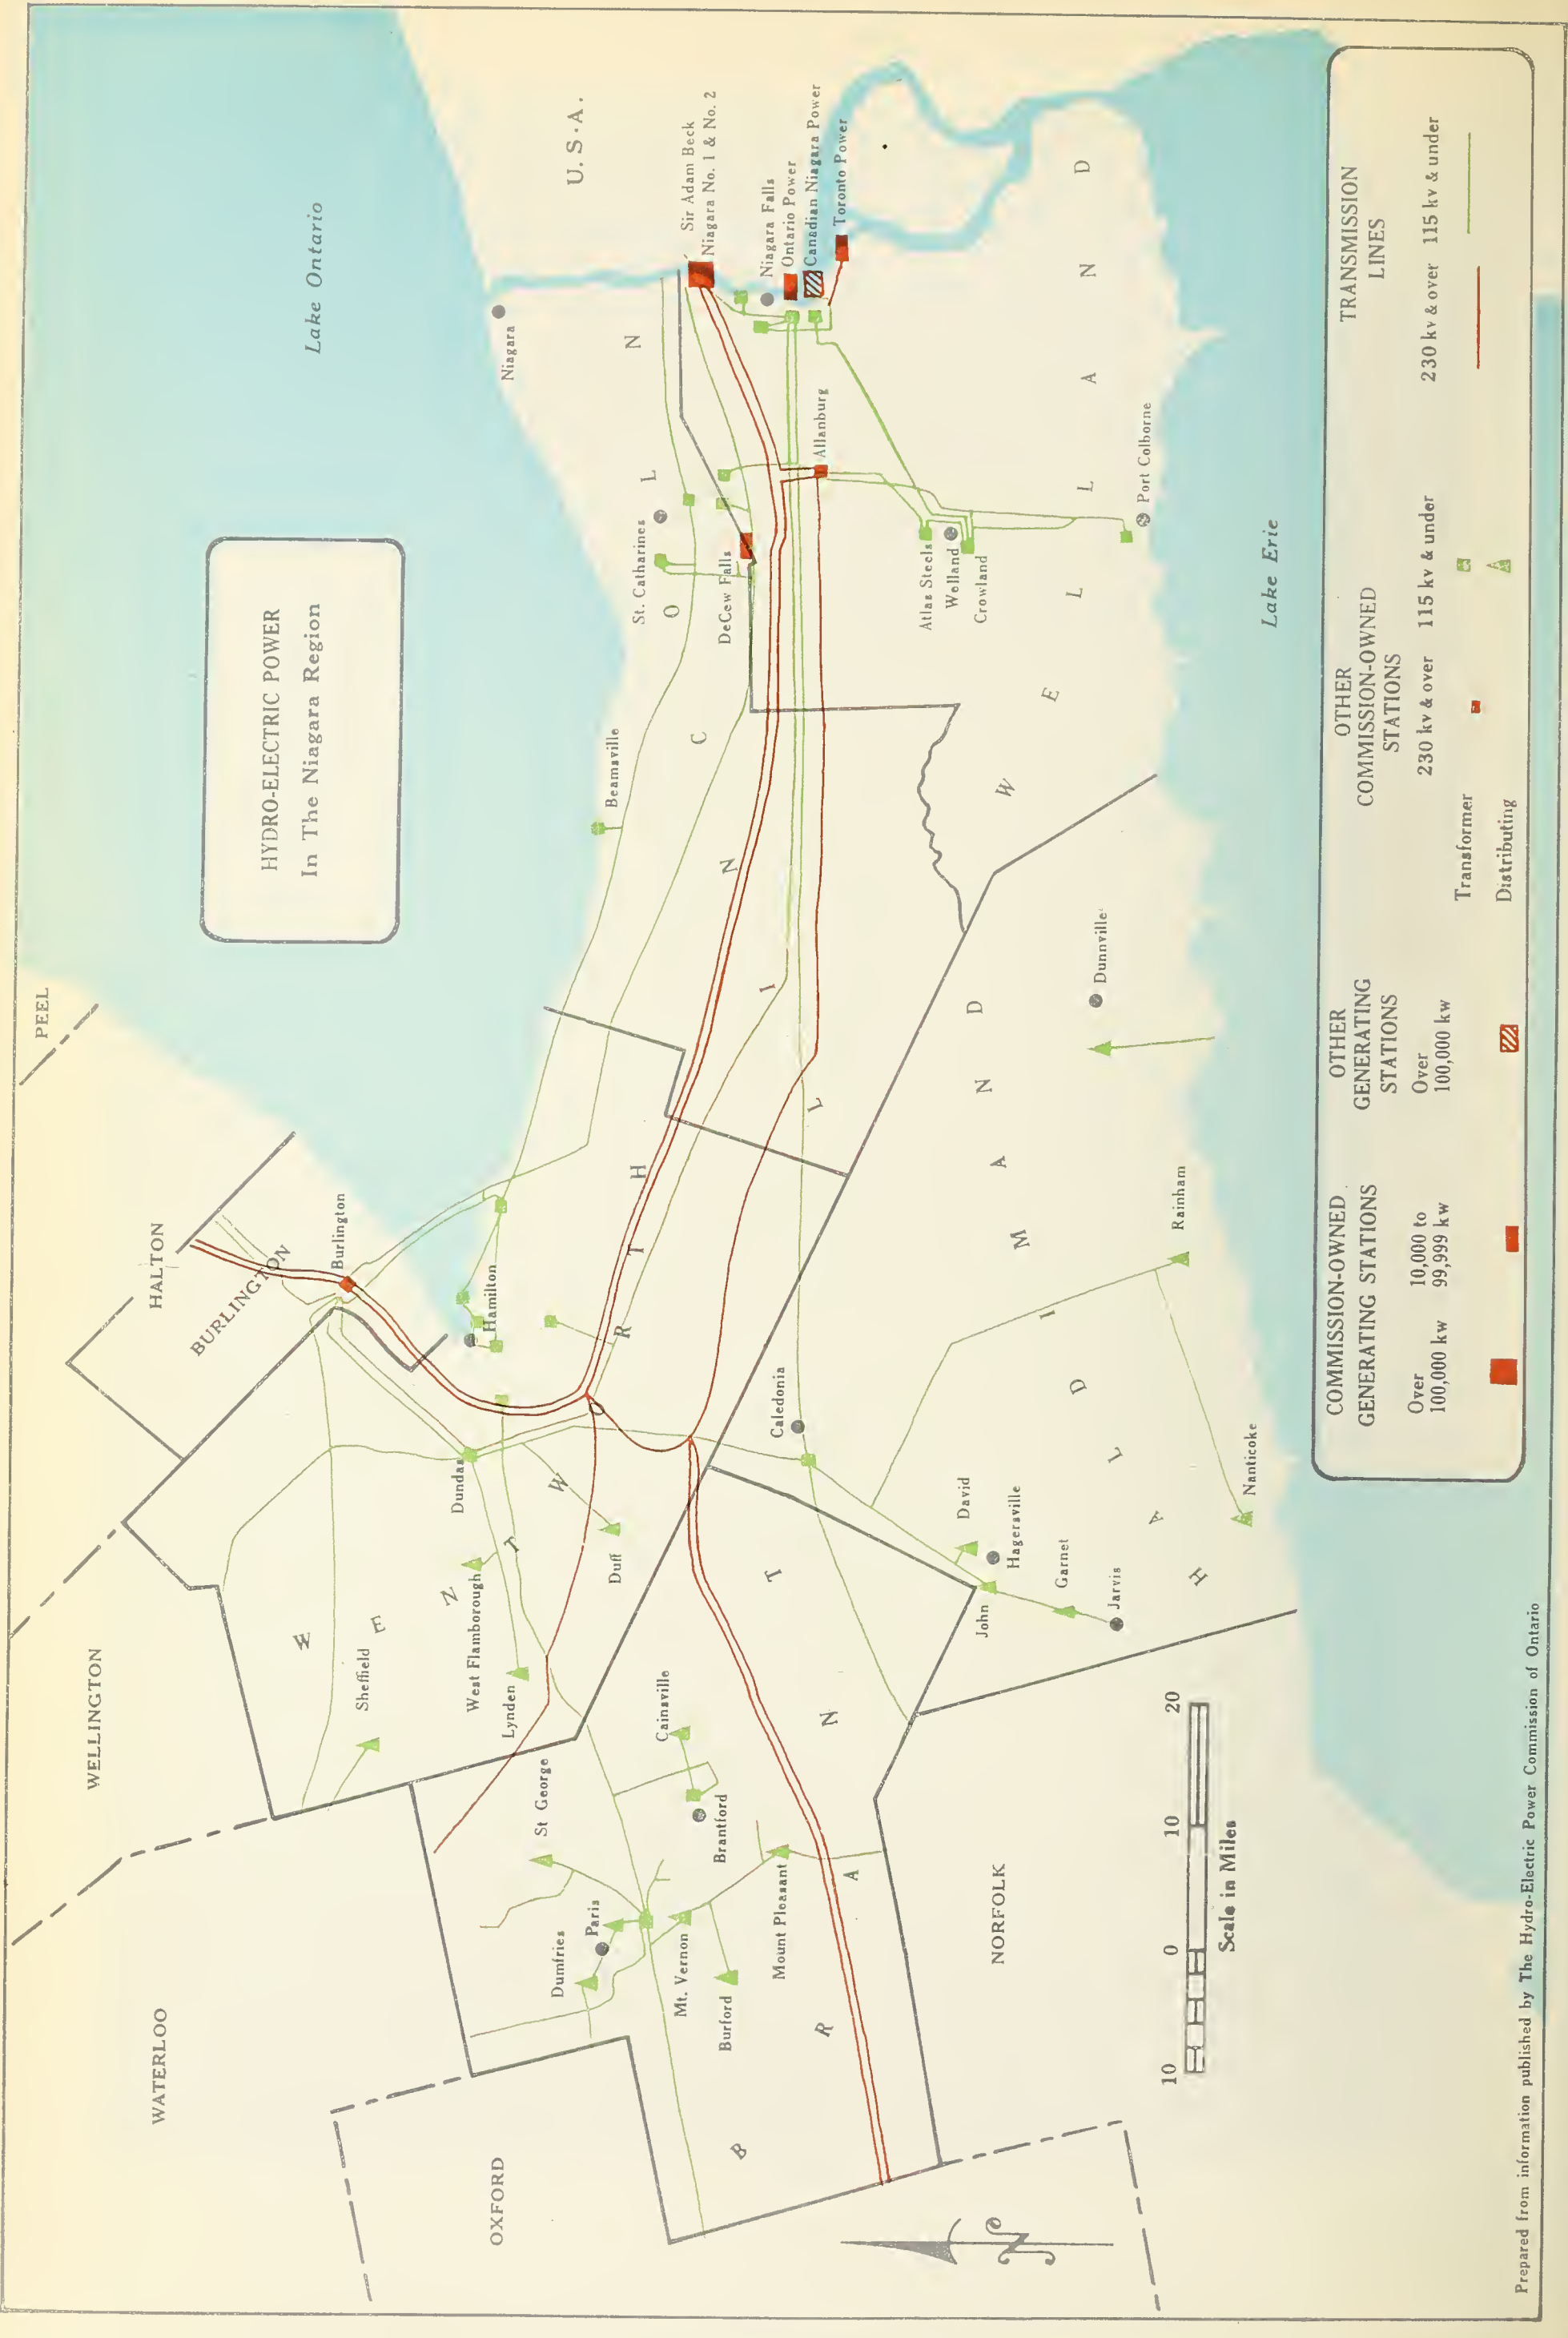 HYDRO-ELECTRIC POWER
In The Niagara Region
Lake Ontario
U.S.A.
PEEL
HALTON
BURLINGTON
WELLINGTON
WATERLOO
OXFORD
NORFOLK
WENTWORTH
LINCOLN
WELLAND
HALDIMAND
BRANT
Lake Erie
Niagara
Sir Adam Beck
Niagara No. 1 & No. 2
Niagara Falls
Ontario Power
Canadian Niagara Power
Toronto Power
St. Catharines
DeCew Falls
Allanburg
Atlas Steels
Welland
Crowland
Port Colborne
Beamsville
Dunnville
Burlington
Hamilton
Dundas
Caledonia
Rainham
Nanticoke
David
Hagersville
John
Garnet
Jarvis
Duff
West Flamborough
Lynden
Sheffield
St George
Cainsville
Brantford
Paris
Dumfries
Mt. Vernon
Burford
Mount Pleasant
N
10 0 10 20
Scale in Miles
COMMISSION-OWNED
GENERATING STATIONS
Over
100,000 kw
10,000 to
99,999 kw
OTHER
GENERATING
STATIONS
Over
100,000 kw
OTHER
COMMISSION-OWNED
STATIONS
230 kv & over 115 kv & under
Transformer
Distributing
TRANSMISSION
LINES
230 kv & over 115 kv & under
Prepared from information published by The Hydro-Electric Power Commission of Ontario